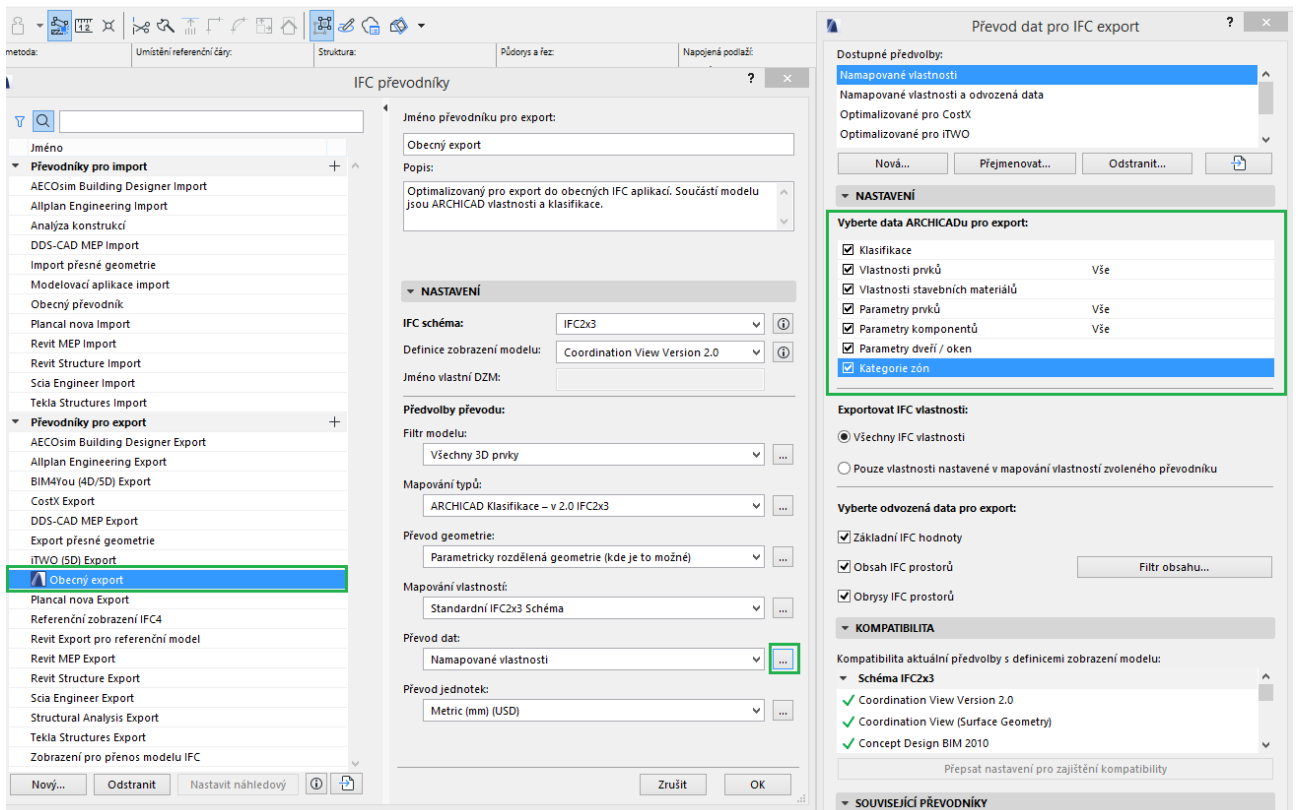 metoda:
Umístění referenční čáry:
Struktura:
Půdorys a řez:
Napojená podlaží:
IFC převodníky
?
Jméno
Převodníky pro import
AECOsim Building Designer Import
Allplan Engineering Import
Analýza konstrukcí
DDS-CAD MEP Import
Import přesné geometrie
Modelovací aplikace import
Obecný převodník
Plancal nova Import
Revit MEP Import
Revit Structure Import
Scia Engineer Import
Tekla Structures Import
Převodníky pro export
AECOsim Building Designer Export
Allplan Engineering Export
BIM4You (4D/5D) Export
CostX Export
DDS-CAD MEP Export
Export přesné geometrie
iTWO (5D) Export
Obecný export
Plancal nova Export
Referenční zobrazení IFC4
Revit Export pro referenční model
Revit MEP Export
Revit Structure Export
Scia Engineer Export
Structural Analysis Export
Tekla Structures Export
Zobrazení pro přenos modelu IFC
Nový...
Odstranit
Nastavit náhledový
Jméno převodníku pro export:
Obecný export
Popis:
Optimalizovaný pro export do obecných IFC aplikací. Součástí modelu
jsou ARCHICAD vlastnosti a klasifikace.
NASTAVENÍ
IFC schéma:
IFC2x3
Definice zobrazení modelu:
Coordination View Version 2.0
Jméno vlastní DZM:
Předvolby převodu:
Filtr modelu:
Všechny 3D prvky
...
Mapování typů:
ARCHICAD Klasifikace – v 2.0 IFC2x3
...
Převod geometrie:
Parametricky rozdělená geometrie (kde je to možné)
...
Mapování vlastností:
Standardní IFC2x3 Schéma
...
Převod dat:
Namapované vlastnosti
...
Převod jednotek:
Metric (mm) (USD)
...
Zrušit
OK
Převod dat pro IFC export
?
Dostupné předvolby:
Namapované vlastnosti
Namapované vlastnosti a odvozená data
Optimalizované pro CostX
Optimalizované pro iTWO
Nová...
Přejmenovat...
Odstranit...
NASTAVENÍ
Vyberte data ARCHICADu pro export:
Klasifikace
Vlastnosti prvků Vše
Vlastnosti stavebních materiálů
Parametry prvků Vše
Parametry komponentů Vše
Parametry dveří / oken
Kategorie zón
Exportovat IFC vlastnosti:
Všechny IFC vlastnosti
Pouze vlastnosti nastavené v mapování vlastností zvoleného převodníku
Vyberte odvozená data pro export:
Základní IFC hodnoty
Obsah IFC prostorů
Filtr obsahu...
Obrysy IFC prostorů
KOMPATIBILITA
Kompatibilita aktuální předvolby s definicemi zobrazení modelu:
Schéma IFC2x3
Coordination View Version 2.0
Coordination View (Surface Geometry)
Concept Design BIM 2010
Přepsat nastavení pro zajištění kompatibility
SOUVISEJÍCÍ PŘEVODNÍKY